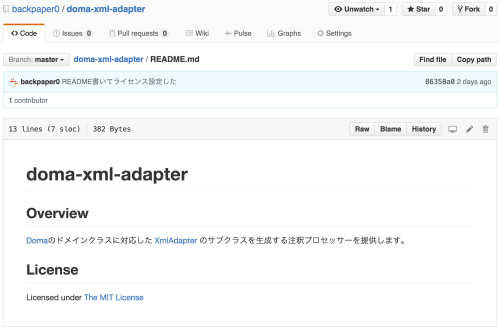 backpaper0 / doma-xml-adapter Unwatch 1 Star 0 Fork 0
Code Issues 0 Pull requests 0 Wiki Pulse Graphs Settings
Branch: master doma-xml-adapter / README.md Find file Copy path
backpaper0 README書いてライセンス設定した 86358a0 2 days ago
1 contributor
13 lines (7 sloc) 382 Bytes Raw Blame History
doma-xml-adapter
Overview
Domaのドメインクラスに対応した XmlAdapter のサブクラスを生成する注釈プロセッサーを提供します。
License
Licensed under The MIT License